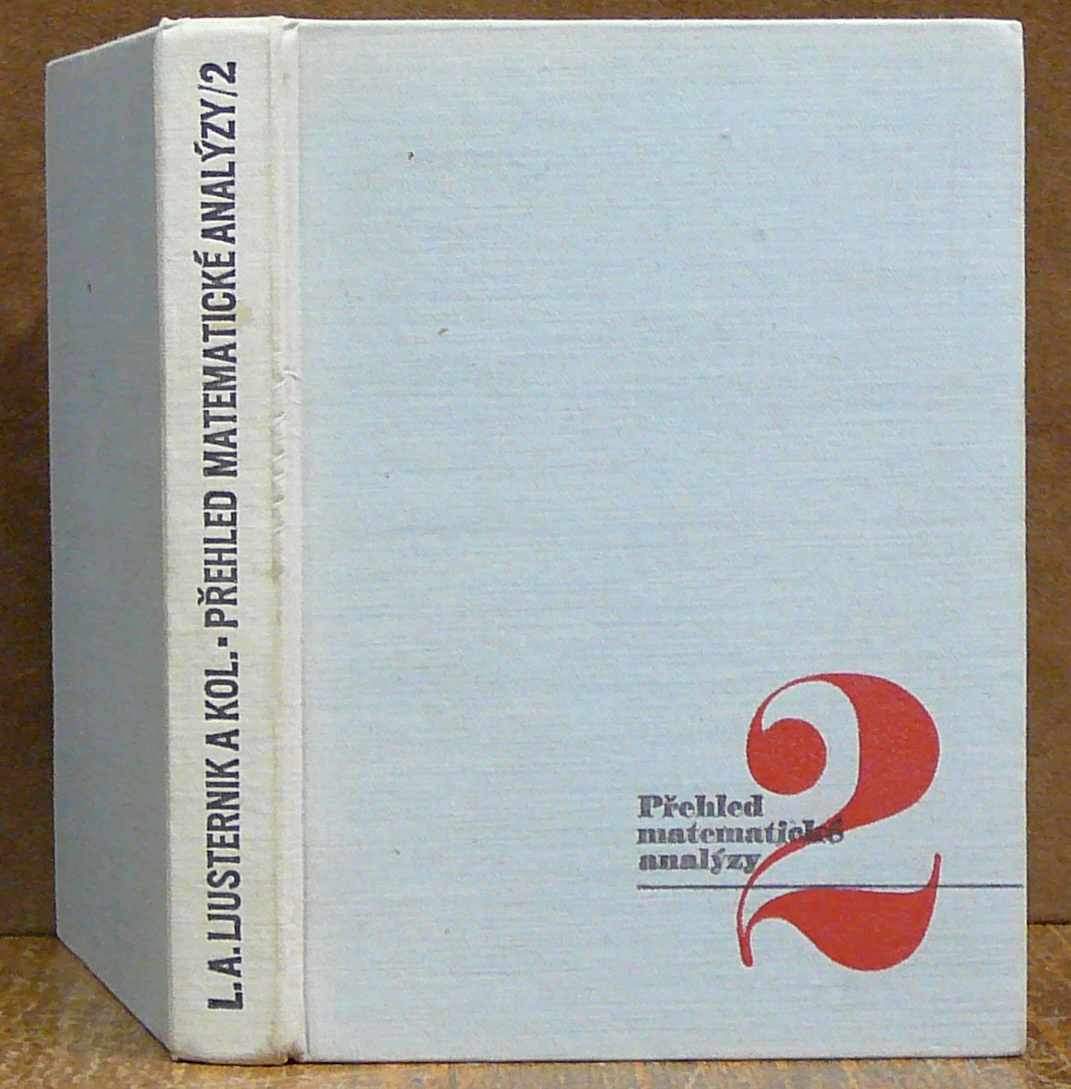 L. A. LJUSTERNIK A KOL. • PŘEHLED MATEMATICKÉ ANALÝZY/2
2
Přehled
matematické
analýzy